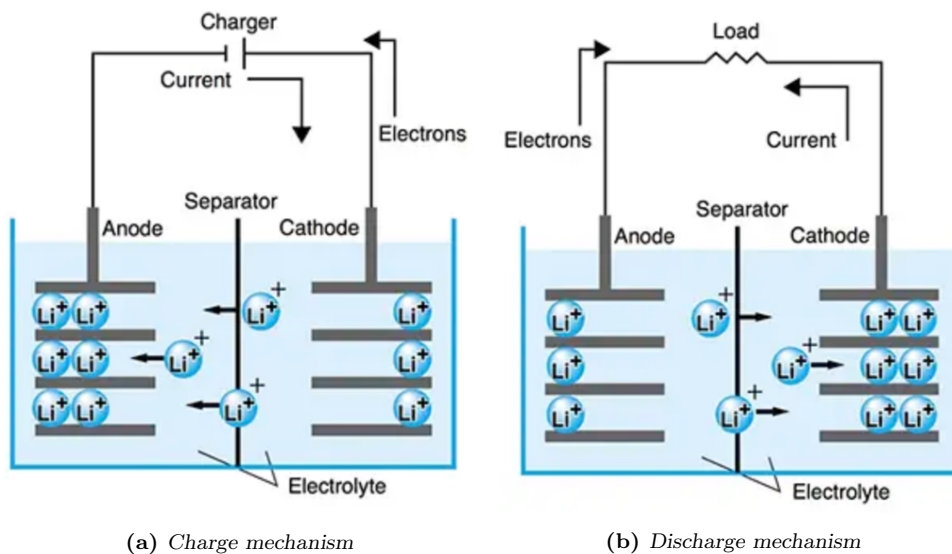 Charger
Current
Electrons
Separator
Anode
Cathode
+
Li+ Li+
Li+
+
Li+ Li+
Li+
Li+
+
Li+ Li+
Li+
Li+
Electrolyte
(a) Charge mechanism
Load
Electrons
Current
Separator
Anode
Cathode
+
Li+
Li+
Li+ Li+
+
Li+
Li+
Li+ Li+
+
Li+
Li+
Li+ Li+
Electrolyte
(b) Discharge mechanism